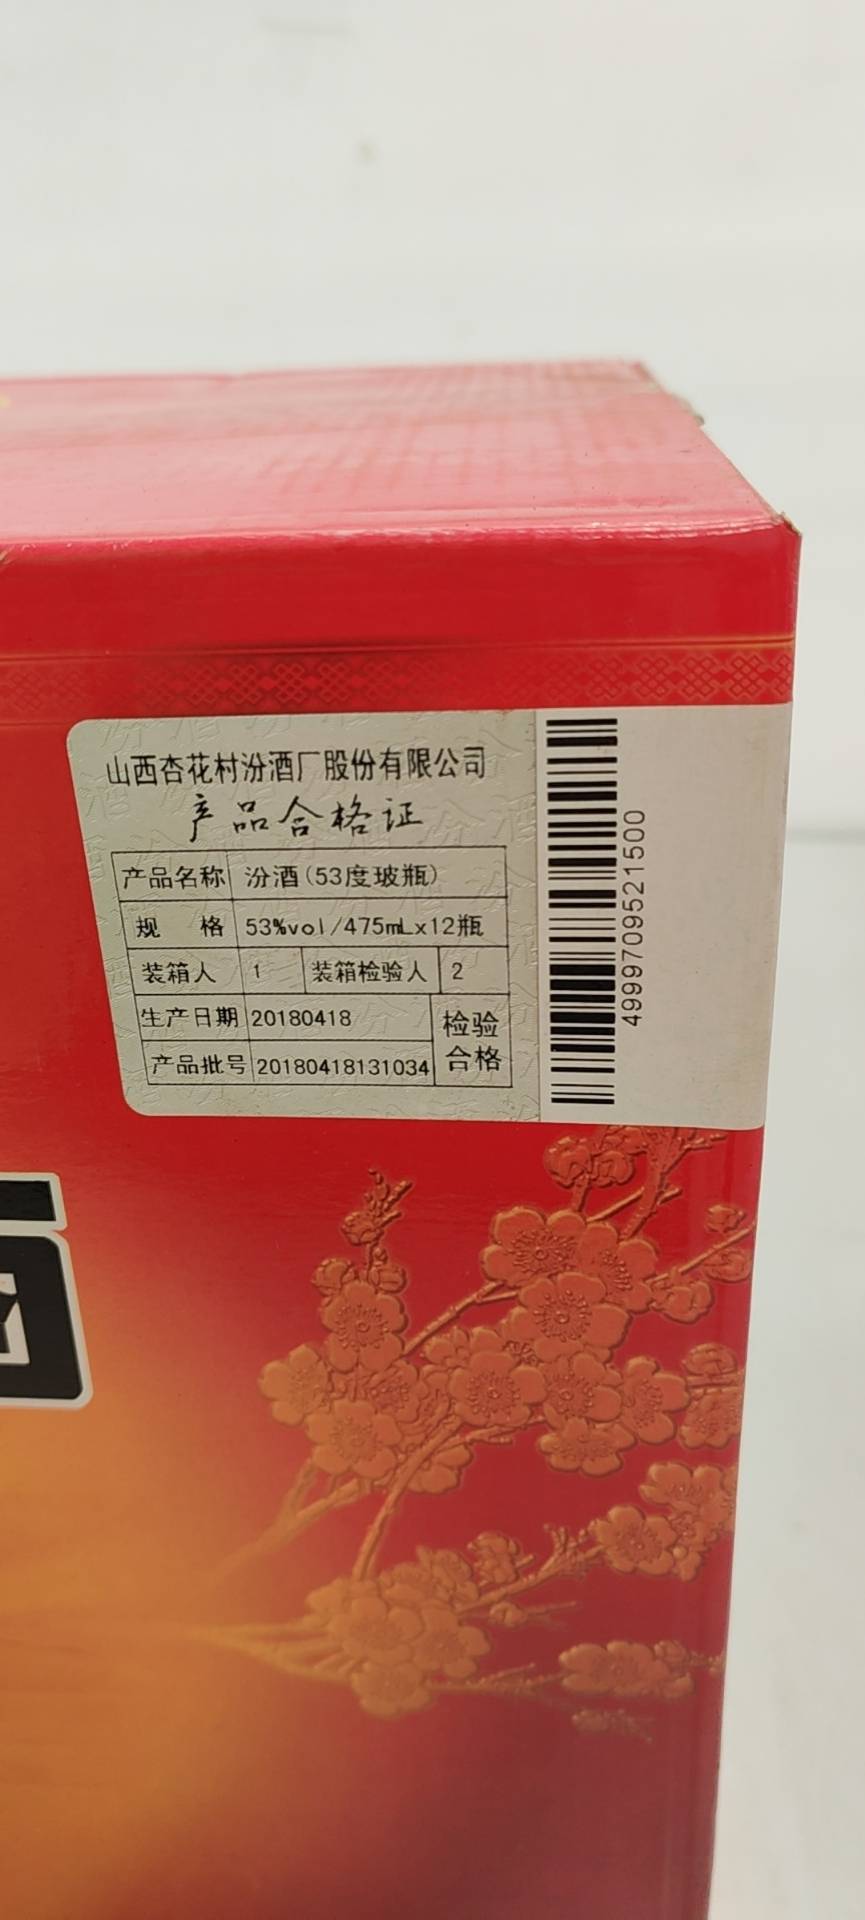 山西杏花村汾酒厂股份有限公司
产品合格证
产品名称 汾酒(53度玻瓶)
规 格 53%vol/475mLx12瓶
装箱人 1 装箱检验人 2
生产日期 20180418 检验
产品批号 20180418131034 合格
4999709521500